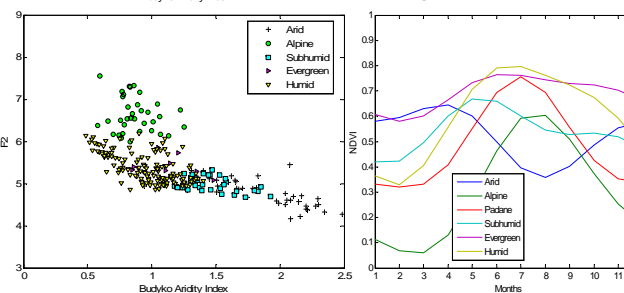 9
8
7
6
5
4
3
P2
0 0.5 1 1.5 2 2.5
Budyko Aridity Index
Arid
Alpine
Subhumid
Evergreen
Humid
1
0.9
0.8
0.7
0.6
0.5
0.4
0.3
0.2
0.1
0
NDVI
1 2 3 4 5 6 7 8 9 10 11
Months
Arid
Alpine
Padane
Subhumid
Evergreen
Humid